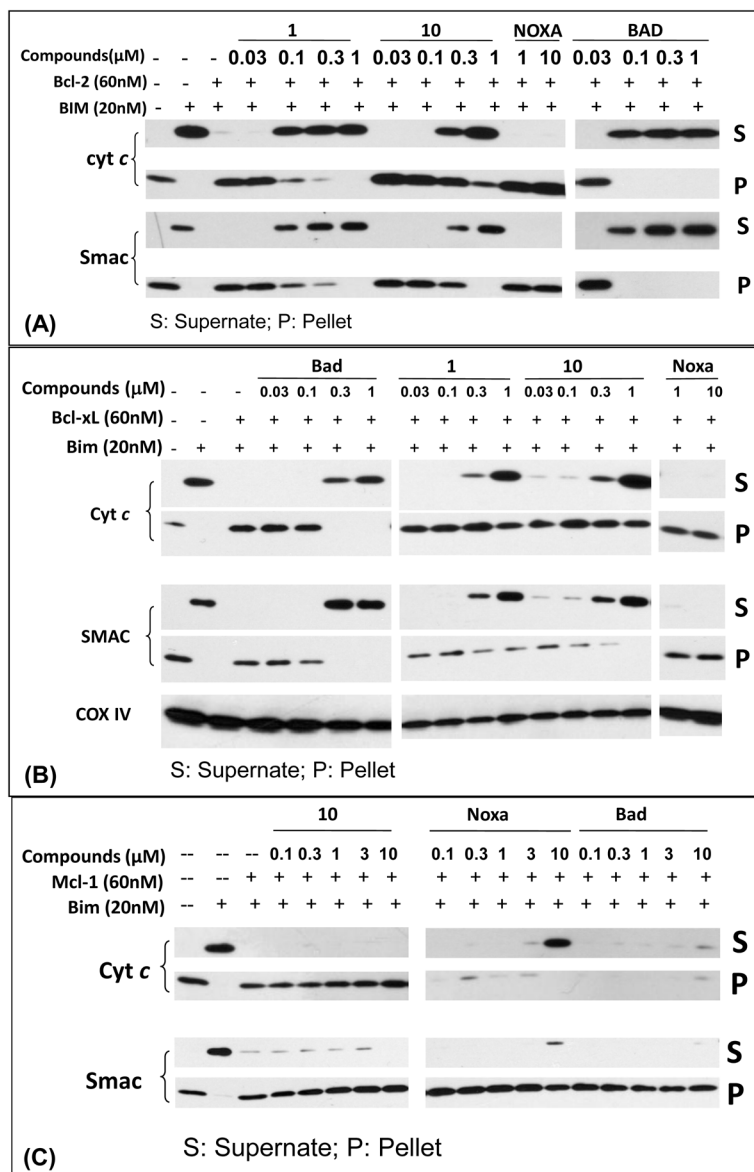 1 10 NOXA BAD
Compounds(µM) - - - 0.03 0.1 0.3 1 0.03 0.1 0.3 1 1 10 0.03 0.1 0.3 1
Bcl-2 (60nM) - - + + + + + + + + + + + + + + +
BIM (20nM) - + + + + + + + + + + + + + + + +
cyt c S
P
Smac S
P
(A) S: Supernate; P: Pellet
Bad 1 10 Noxa
Compounds (µM) - - - 0.03 0.1 0.3 1 0.03 0.1 0.3 1 0.03 0.1 0.3 1 1 10
Bcl-xL (60nM) - - + + + + + + + + + + + + + + +
Bim (20nM) - + + + + + + + + + + + + + + + +
Cyt c S
P
SMAC S
P
COX IV
(B) S: Supernate; P: Pellet
10 Noxa Bad
Compounds (µM) -- -- -- 0.1 0.3 1 3 10 0.1 0.3 1 3 10 0.1 0.3 1 3 10
Mcl-1 (60nM) -- -- + + + + + + + + + + + + + + + +
Bim (20nM) -- + + + + + + + + + + + + + + + + +
Cyt c S
P
Smac S
P
(C) S: Supernate; P: Pellet